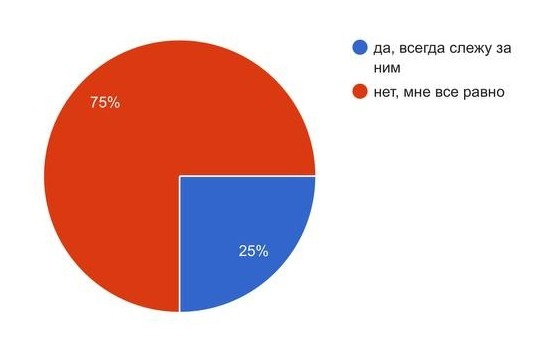 да, всегда слежу за
ним
нет, мне все равно
75%
25%